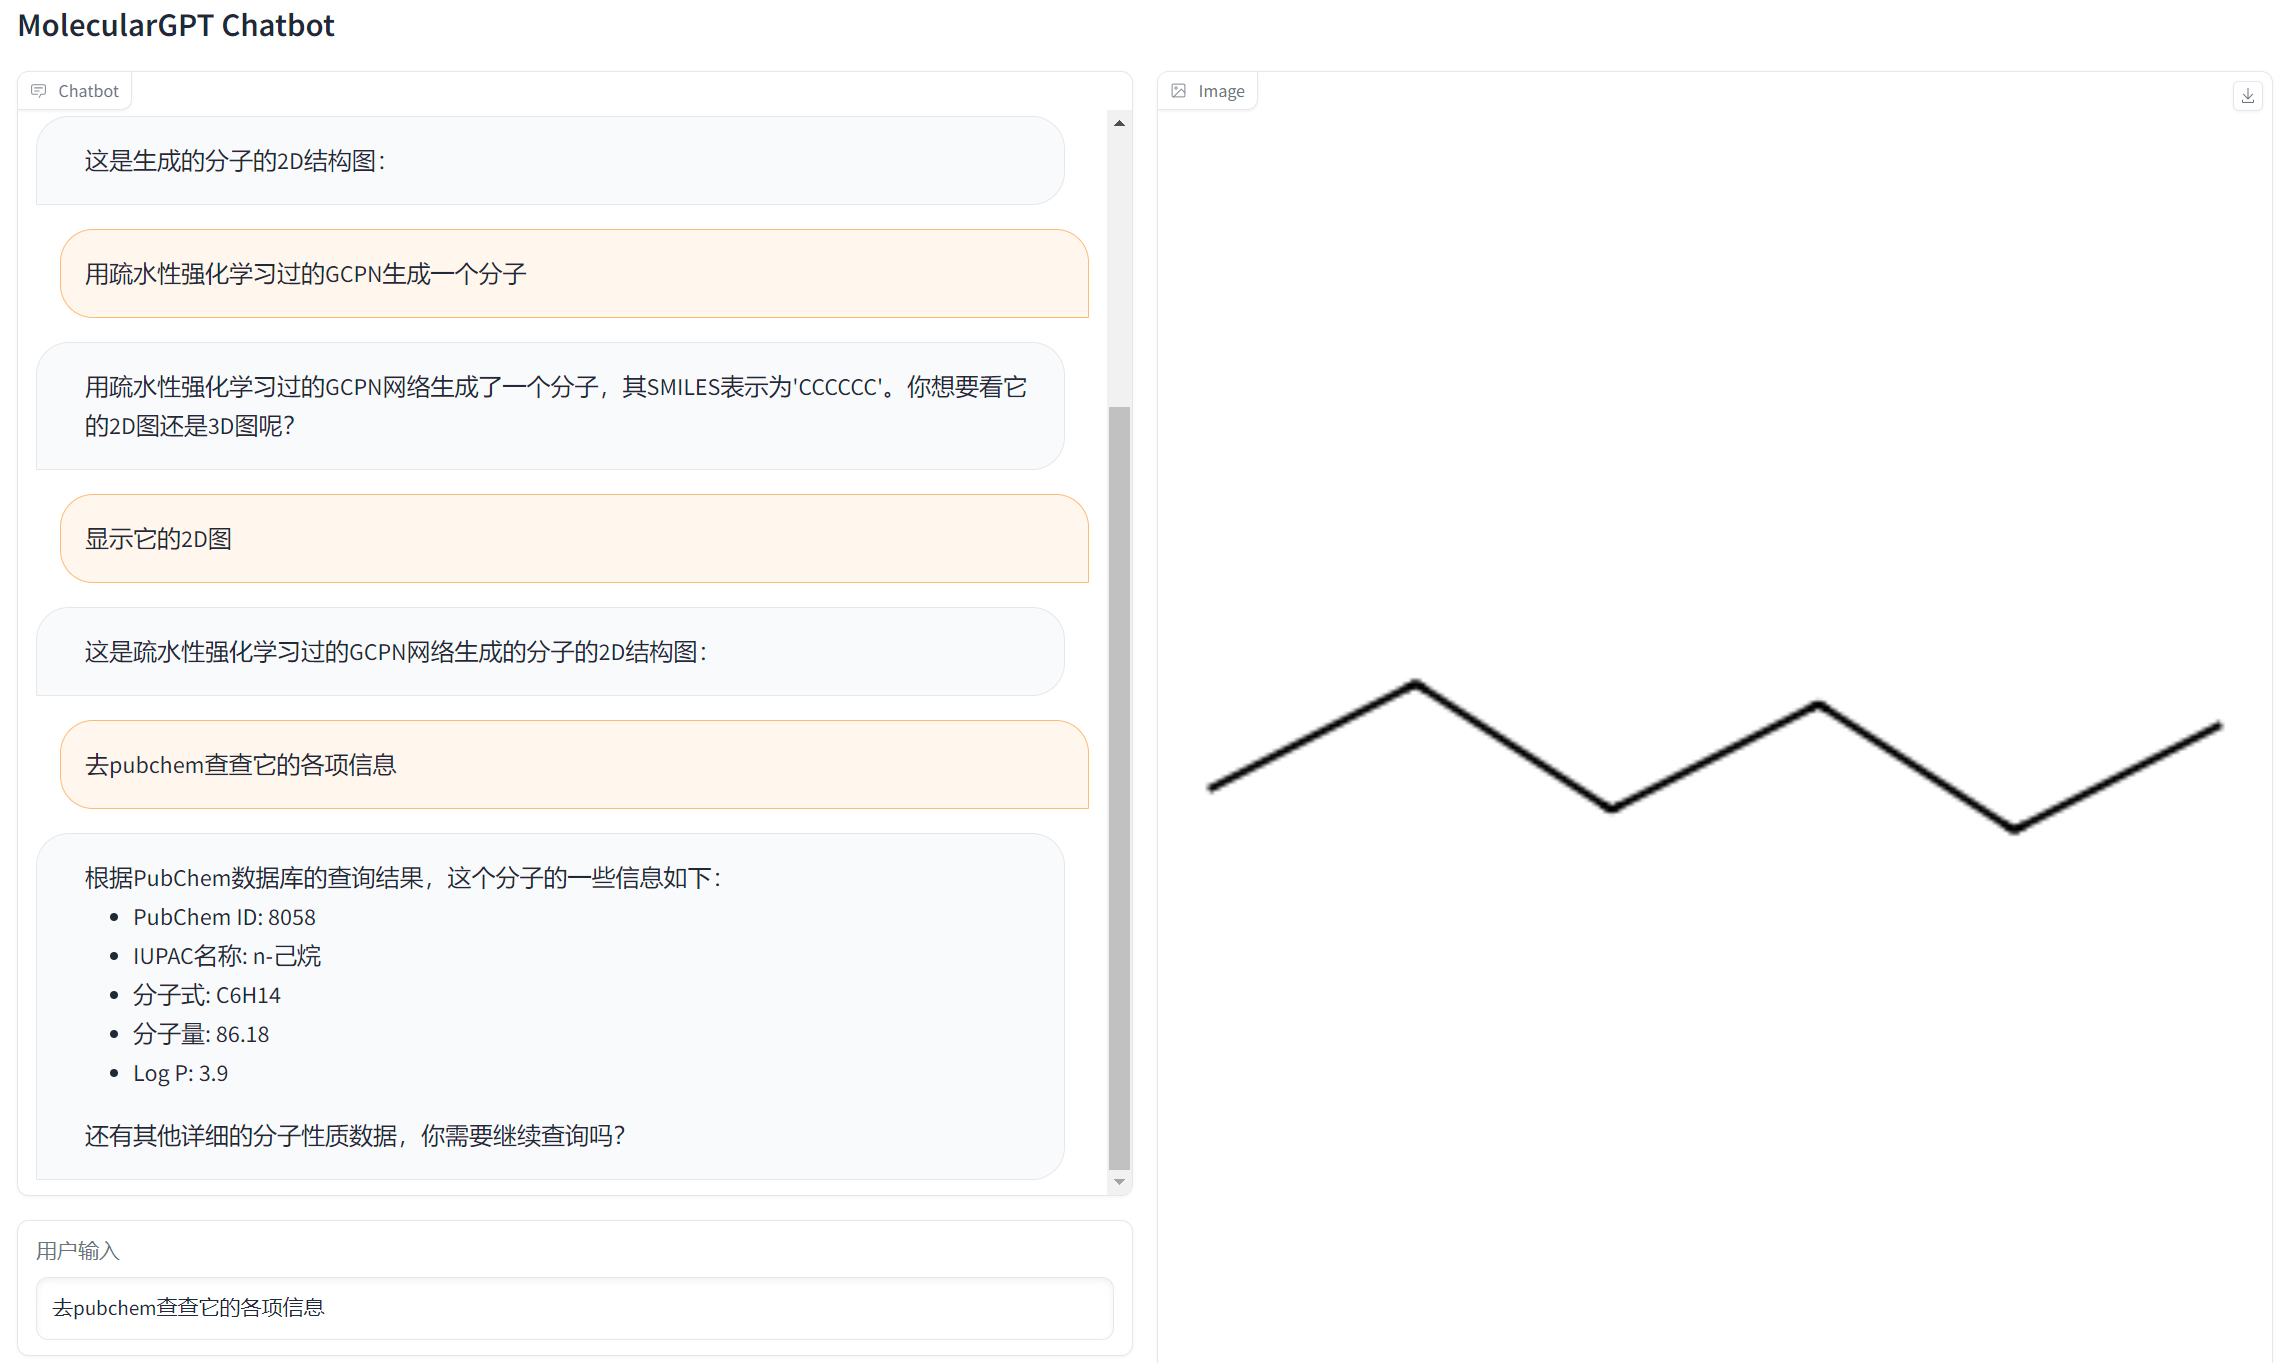 MolecularGPT Chatbot
Chatbot
这是生成的分子的2D结构图：
用疏水性强化学习过的GCPN生成一个分子
用疏水性强化学习过的GCPN网络生成了一个分子，其SMILES表示为'CCCCCC'。你想要看它
的2D图还是3D图呢？
显示它的2D图
这是疏水性强化学习过的GCPN网络生成的分子的2D结构图：
去pubchem查查它的各项信息
根据PubChem数据库的查询结果，这个分子的一些信息如下：
• PubChem ID: 8058
• IUPAC名称: n-己烷
• 分子式: C6H14
• 分子量: 86.18
• Log P: 3.9
还有其他详细的分子性质数据，你需要继续查询吗？
用户输入
去pubchem查查它的各项信息
Image